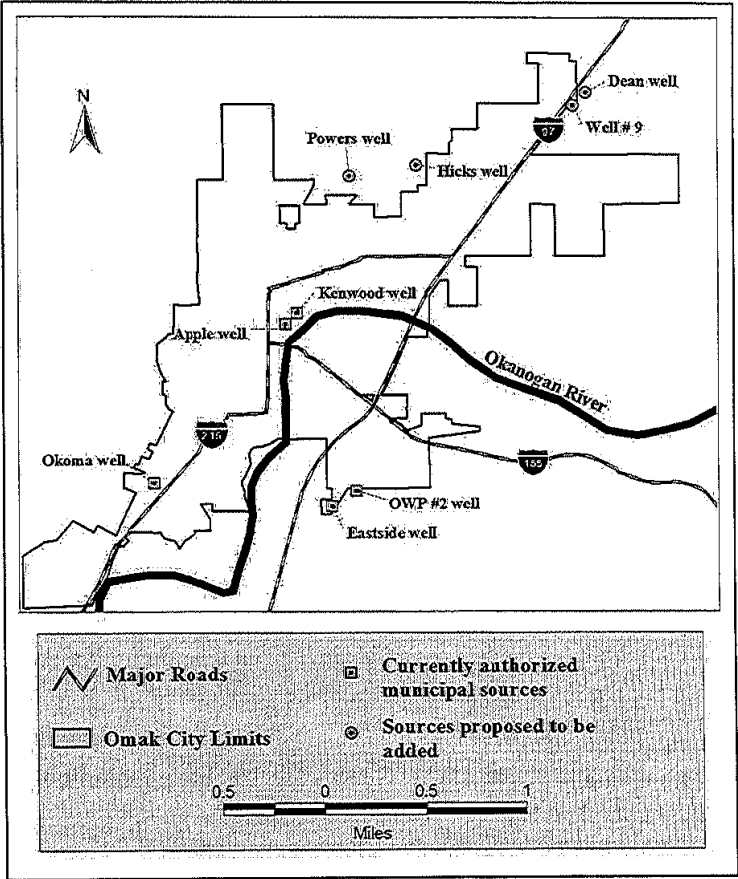 N
Dean well
97
Well # 9
Powers well
Hicks well
Kenwood well
Apple well
Okanogan River
215
Okoma well
155
OWP #2 well
Eastside well
Major Roads
Currently authorized
municipal sources
Omak City Limits
Sources proposed to be
added
0.5 0 0.5 1
Miles